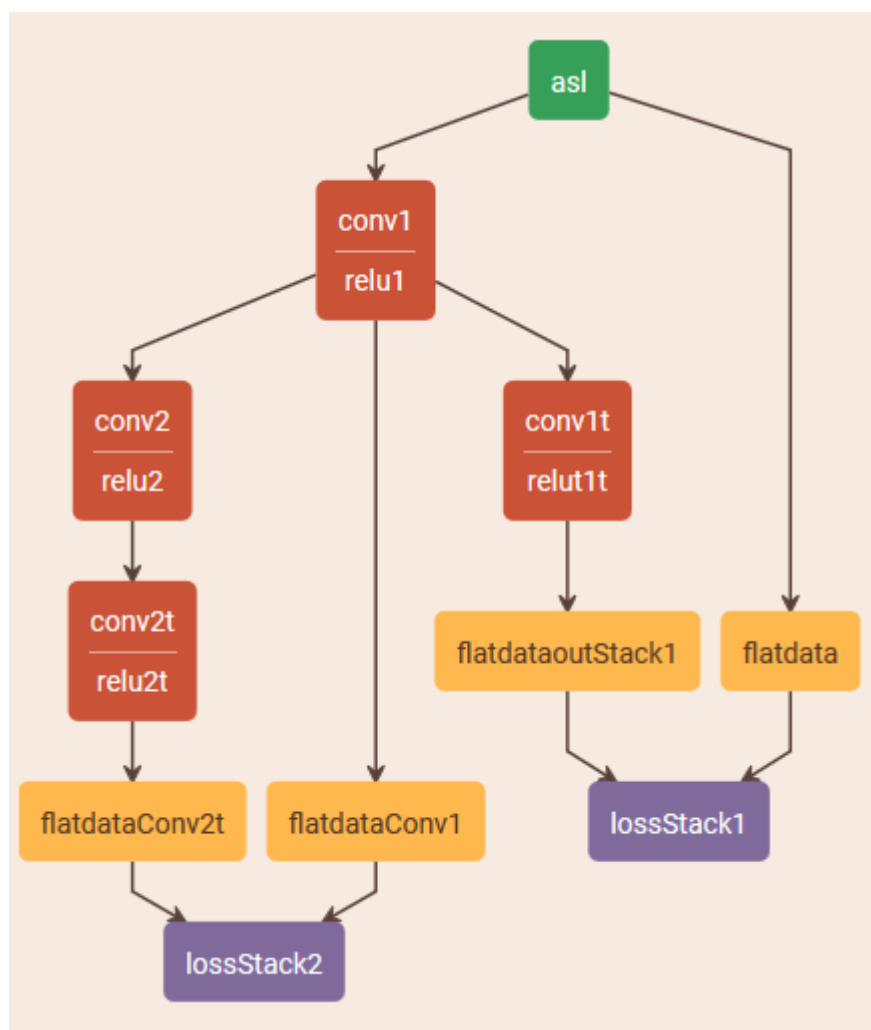 asl
conv1
relu1
conv2
relu2
conv1t
relut1t
conv2t
relu2t
flatdataoutStack1
flatdata
flatdataConv2t
flatdataConv1
lossStack1
lossStack2